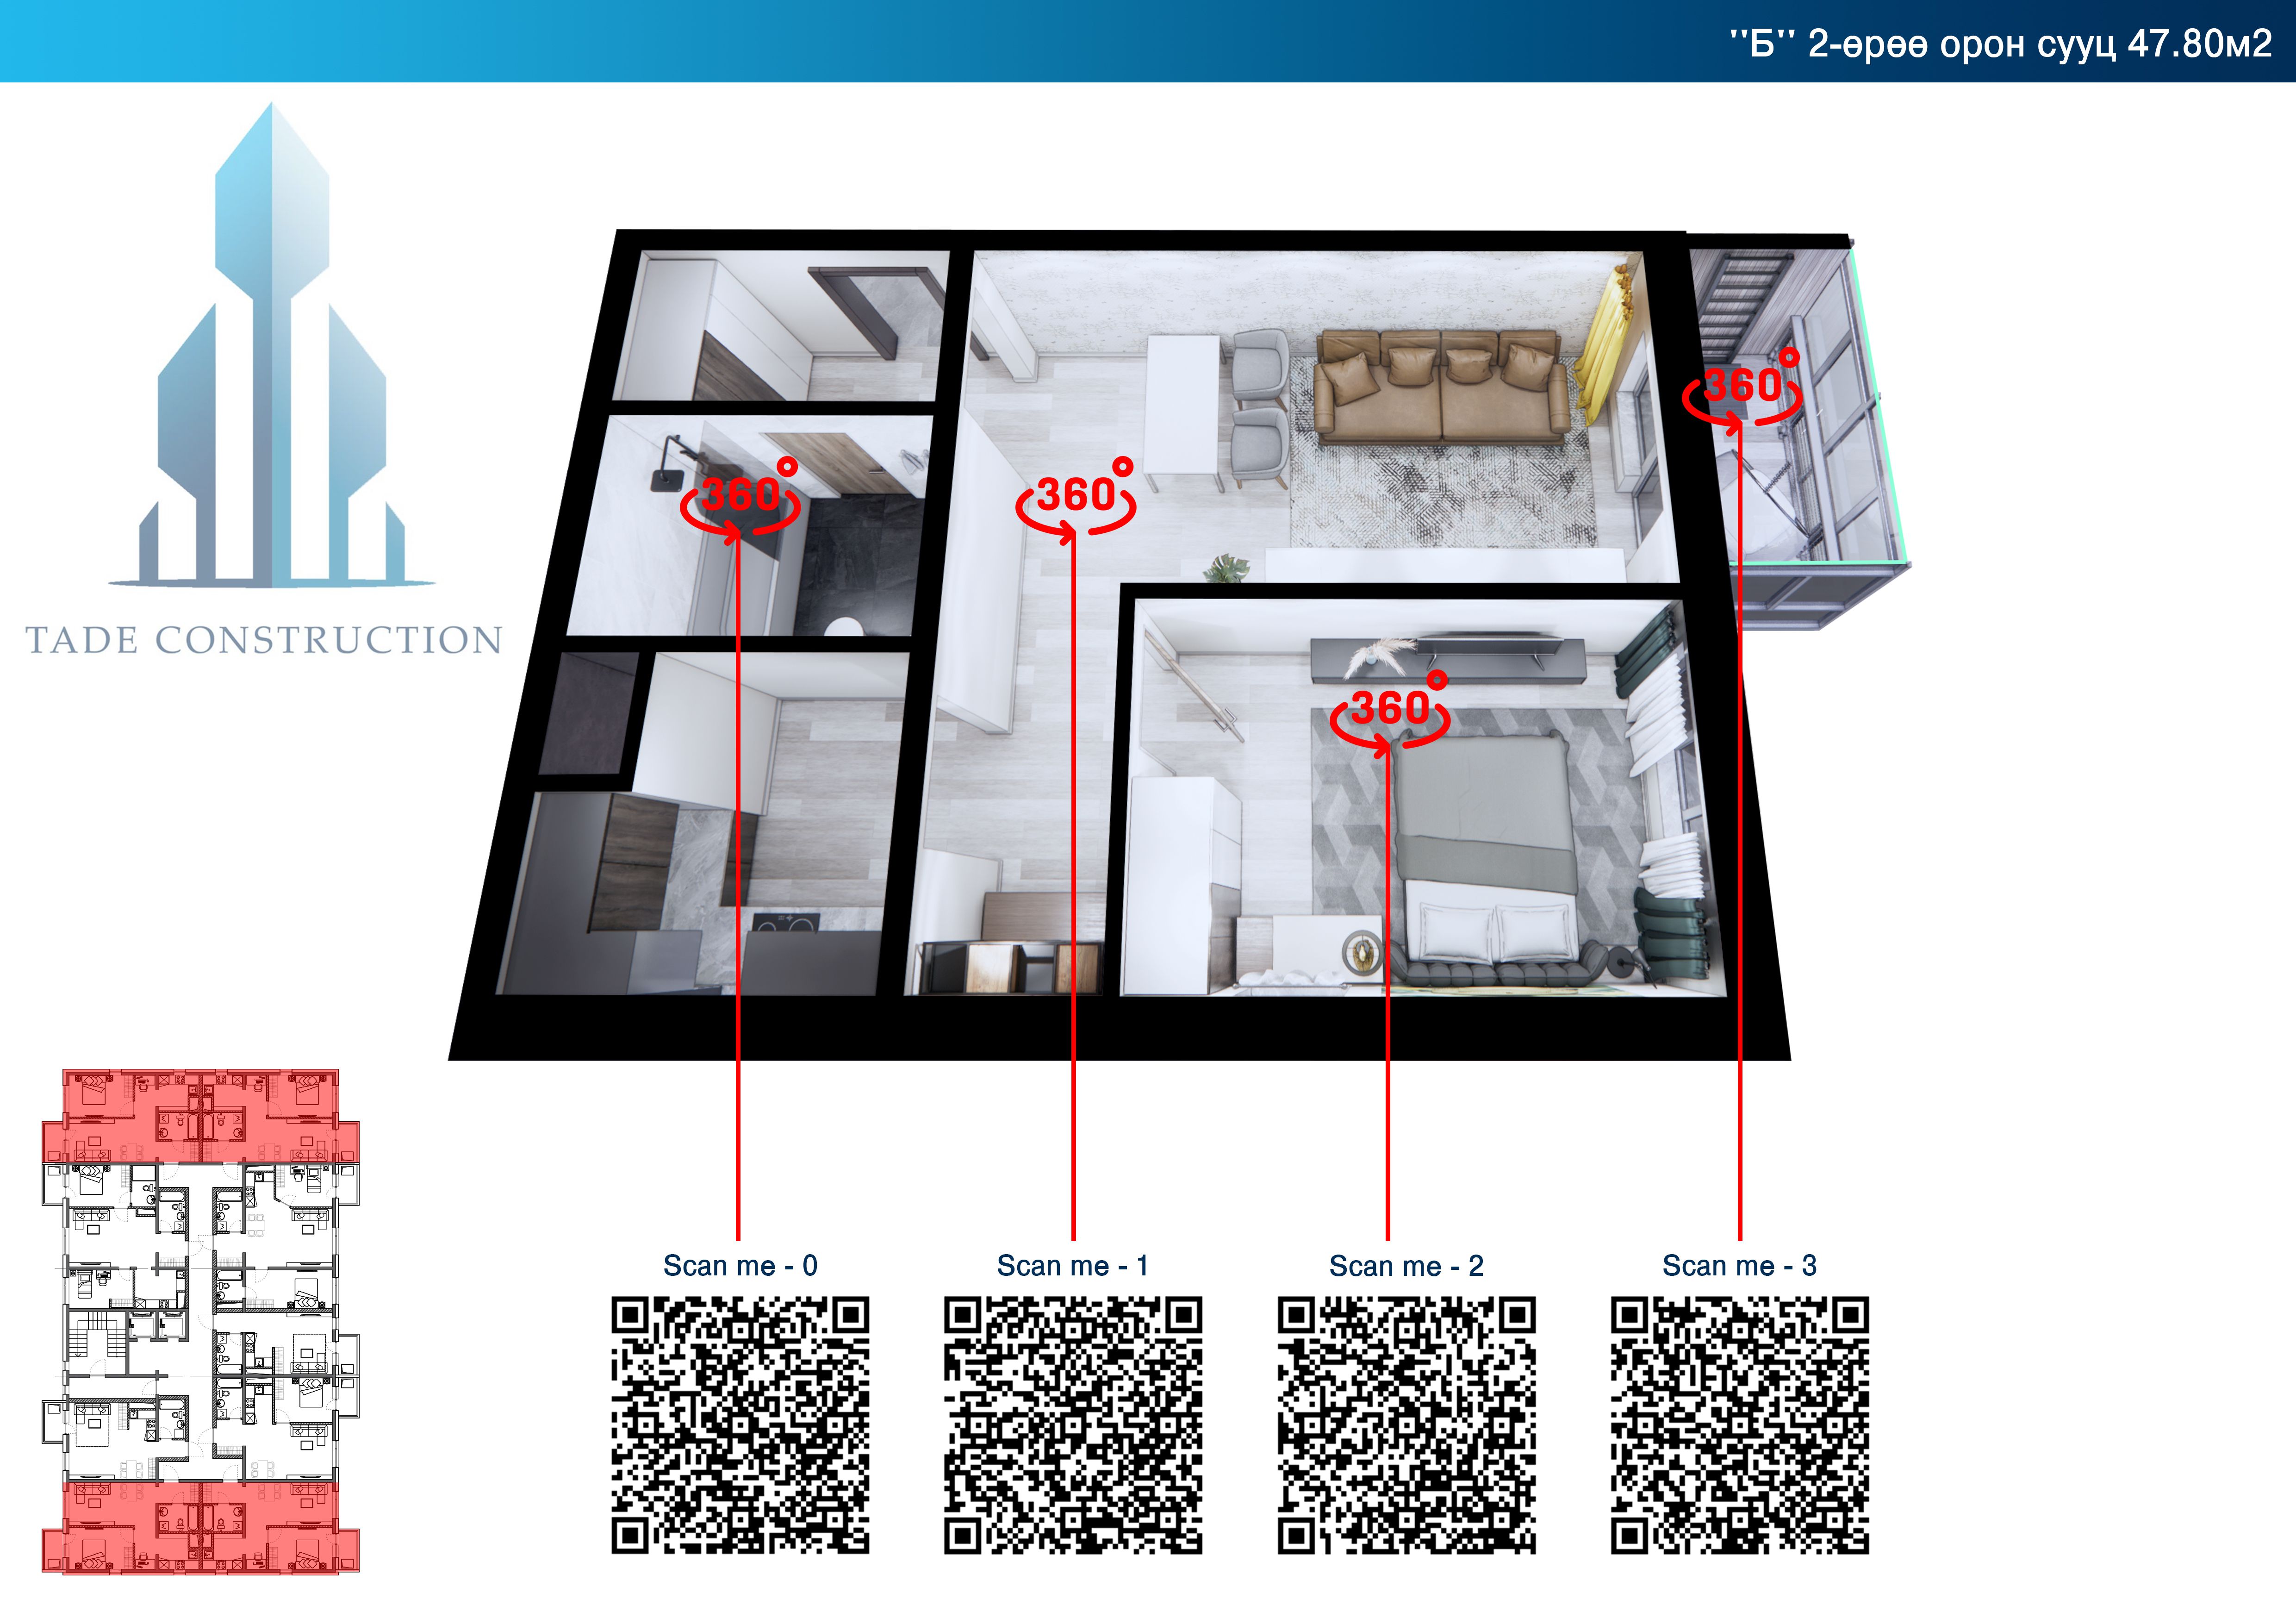 "Б" 2-өрөө орон сууц 47.80м2
TADE CONSTRUCTION
360°
360°
360°
360°
Scan me - 0
Scan me - 1
Scan me - 2
Scan me - 3